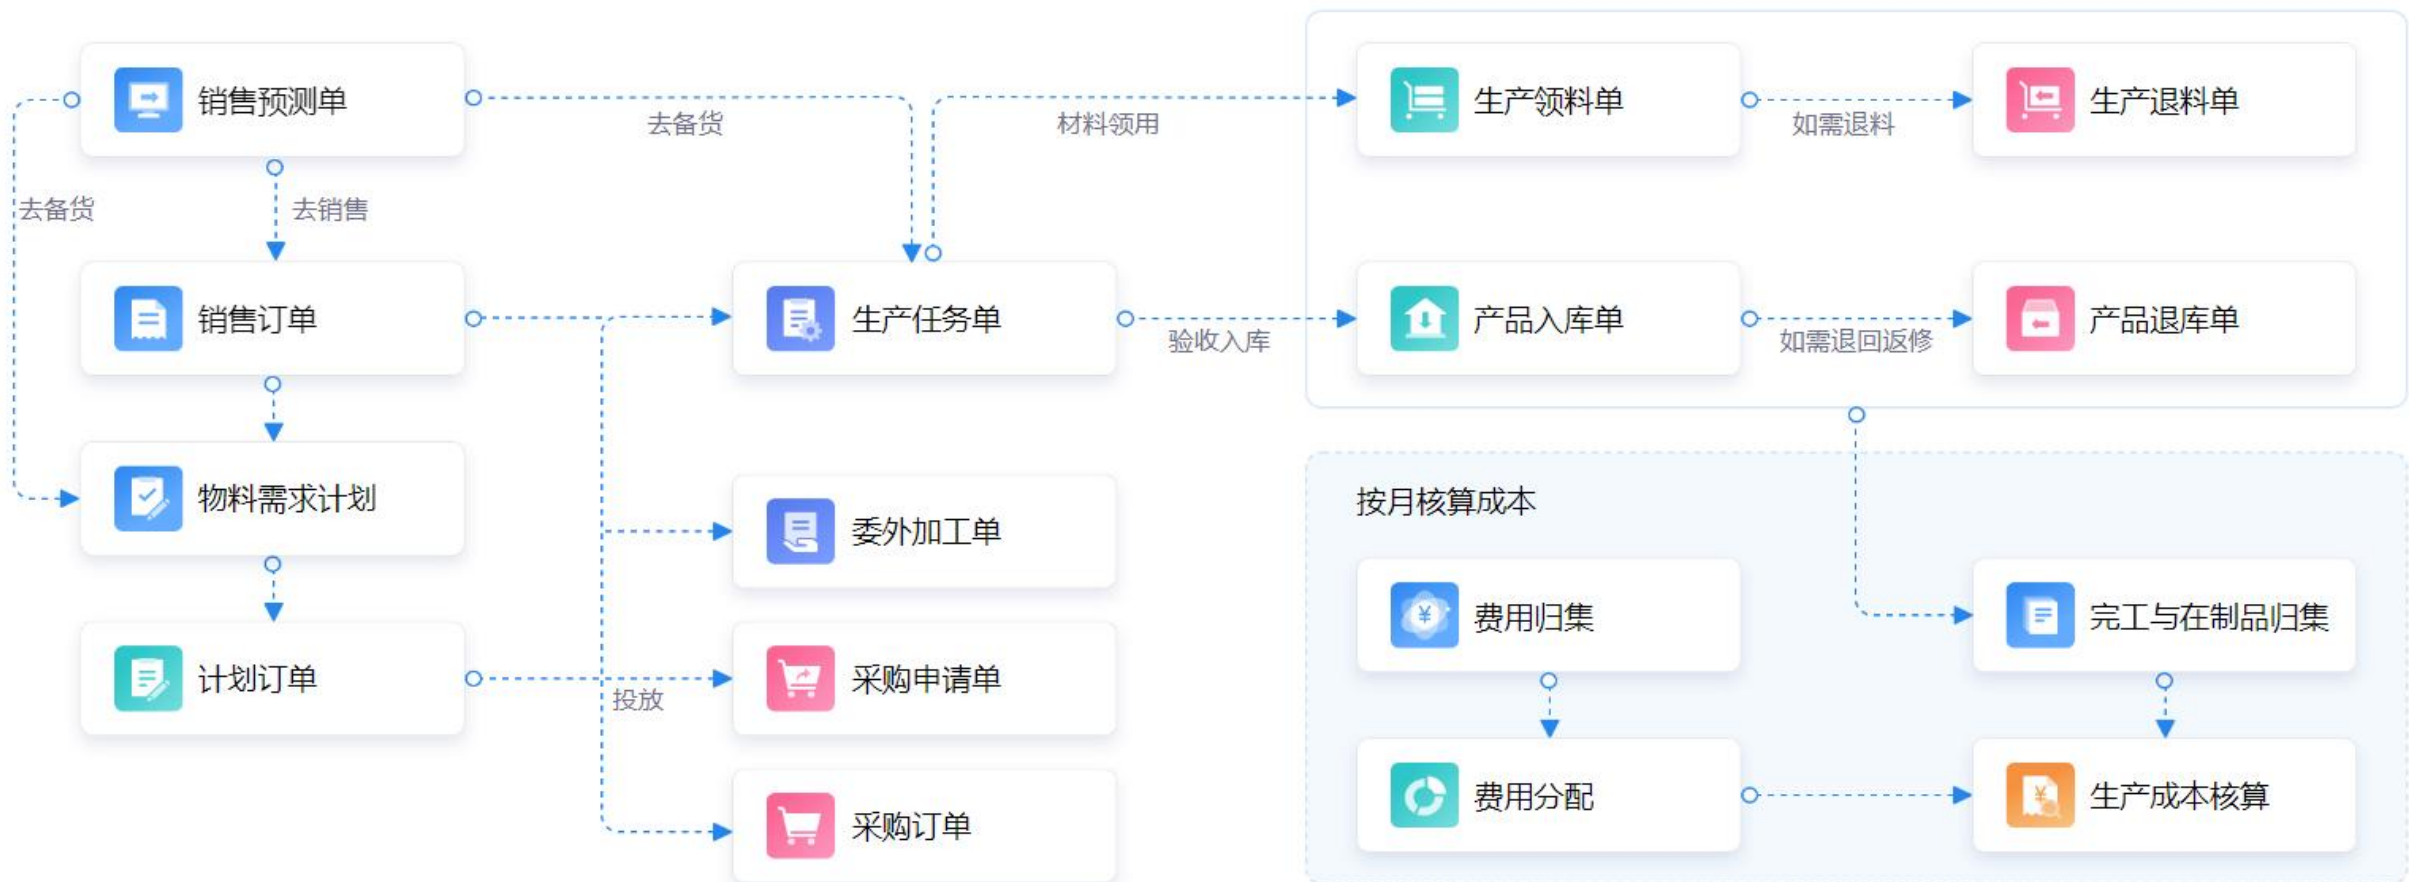 销售预测单
去备货
材料领用
生产领料单
如需退料
生产退料单
去备货
去销售
销售订单
生产任务单
验收入库
产品入库单
如需退回返修
产品退库单
物料需求计划
委外加工单
按月核算成本
计划订单
投放
采购申请单
采购订单
费用归集
完工与在制品归集
费用分配
生产成本核算